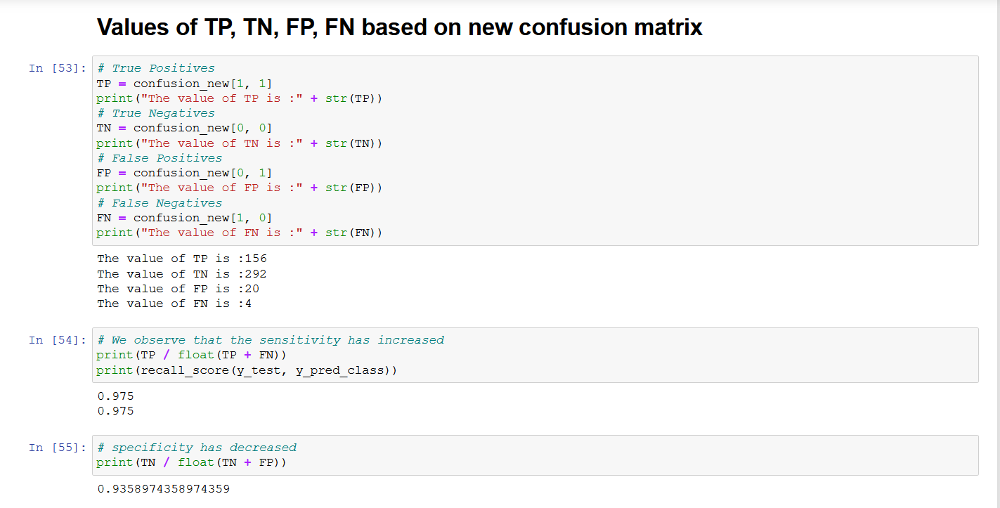 Values of TP, TN, FP, FN based on new confusion matrix
In [53]: # True Positives
TP = confusion_new[1, 1]
print("The value of TP is :" + str(TP))
# True Negatives
TN = confusion_new[0, 0]
print("The value of TN is :" + str(TN))
# False Positives
FP = confusion_new[0, 1]
print("The value of FP is :" + str(FP))
# False Negatives
FN = confusion_new[1, 0]
print("The value of FN is :" + str(FN))
The value of TP is :156
The value of TN is :292
The value of FP is :20
The value of FN is :4
In [54]: # We observe that the sensitivity has increased
print(TP / float(TP + FN))
print(recall_score(y_test, y_pred_class))
0.975
0.975
In [55]: # specificity has decreased
print(TN / float(TN + FP))
0.9358974358974359